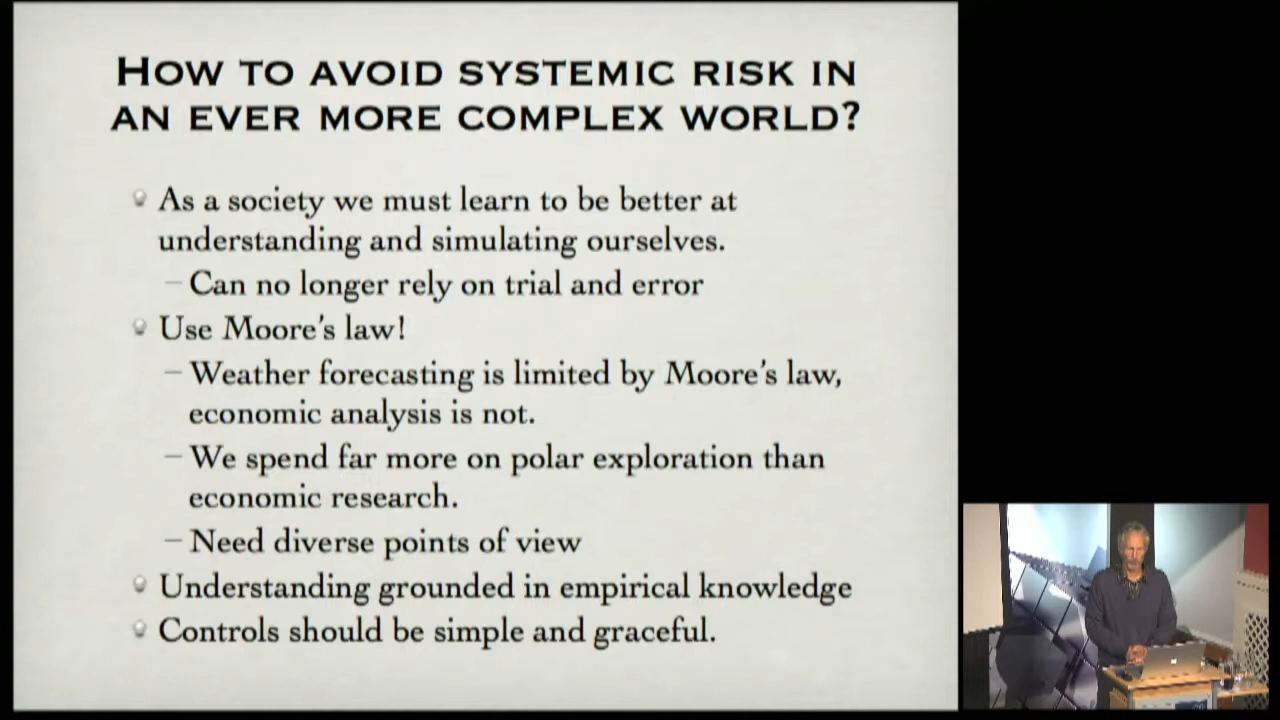 HOW TO AVOID SYSTEMIC RISK IN
AN EVER MORE COMPLEX WORLD?
As a society we must learn to be better at
understanding and simulating ourselves.
– Can no longer rely on trial and error
Use Moore's law!
– Weather forecasting is limited by Moore's law,
economic analysis is not.
– We spend far more on polar exploration than
economic research.
– Need diverse points of view
Understanding grounded in empirical knowledge
Controls should be simple and graceful.